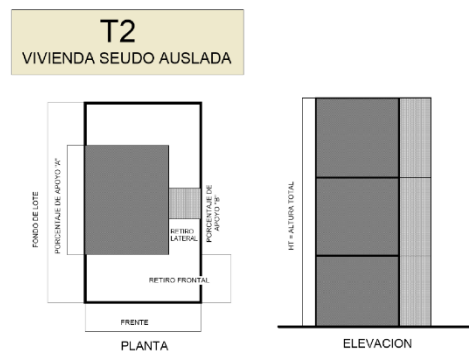 T2
VIVIENDA SEUDO AUSLADA
FONDO DE LOTE
PORCENTAJE DE APOYO "A"
RETIRO
LATERAL
PORCENTAJE DE
APOYO "B"
RETIRO FRONTAL
FRENTE
PLANTA
HT = ALTURA TOTAL
ELEVACION